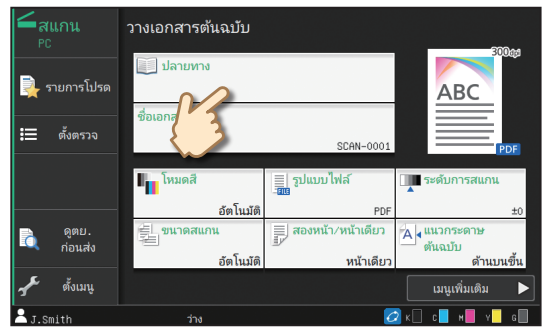 สแกน
PC
วางเอกสารต้นฉบับ
รายการโปรด
ตั้งตรวจ
ดูตย.
ก่อนส่ง
ตั้งเมนู
ปลายทาง
ชื่อเอกส
SCAN-0001
300dpi
ABC
PDF
โหมดสี
อัตโนมัติ
รูปแบบไฟล์
FILE
PDF
ระดับการสแกน
±0
ขนาดสแกน
อัตโนมัติ
สองหน้า/หน้าเดียว
หน้าเดียว
A
แนวกระดาษ
ต้นฉบับ
ด้านบนขึ้น
เมนูเพิ่มเติม
J.Smith
ว่าง
K C M Y G